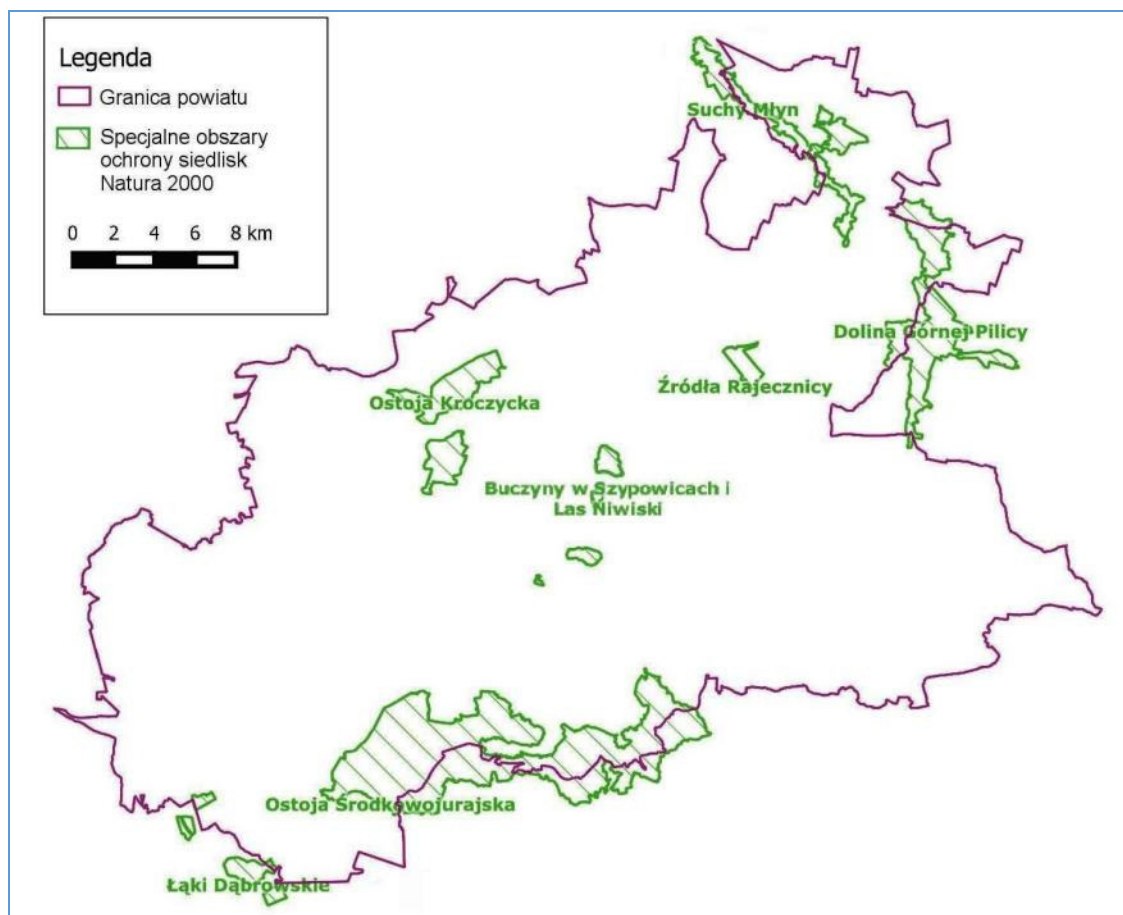 Legenda
Granica powiatu
Specjalne obszary
ochrony siedlisk
Natura 2000
0 2 4 6 8 km
Suchy Młyn
Dolina Górnej Pilicy
Źródła Rajecznicy
Ostoja Kroczycka
Buczyny w Szypowicach i
Las Niwiski
Ostoja Środkowojurajska
Łąki Dąbrowskie